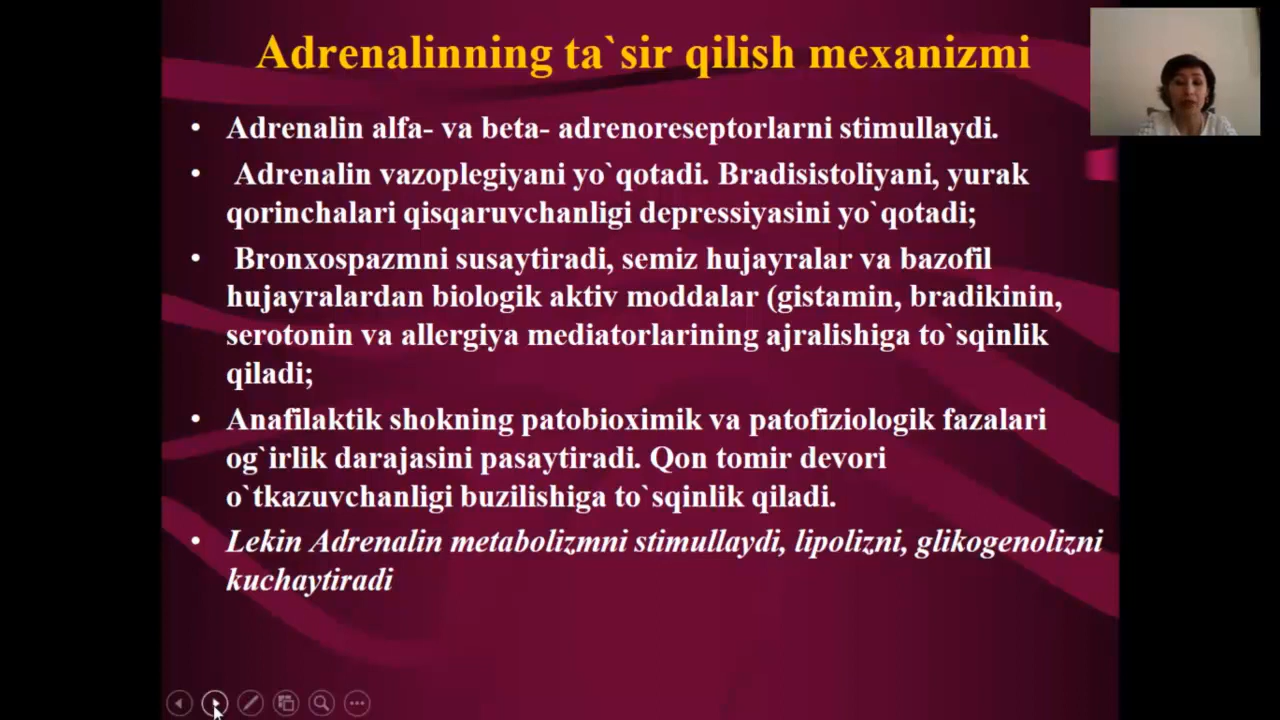 Adrenalinning ta`sir qilish mexanizmi
• Adrenalin alfa- va beta- adrenoreseptorlarni stimullaydi.
• Adrenalin vazoplegiyani yo`qotadi. Bradisistoliyani, yurak
qorinchalari qisqaruvchanligi depressiyasini yo`qotadi;
• Bronxospazmni susaytiradi, semiz hujayralar va bazofil
hujayralardan biologik aktiv moddalar (gistamin, bradikinin,
serotonin va allergiya mediatorlarining ajralishiga to`sqinlik
qiladi;
• Anafilaktik shokning patobioximik va patofiziologik fazalari
og`irlik darajasini pasaytiradi. Qon tomir devori
o`tkazuvchanligi buzilishiga to`sqinlik qiladi.
• Lekin Adrenalin metabolizmni stimullaydi, lipolizni, glikogenolizni
kuchaytiradi